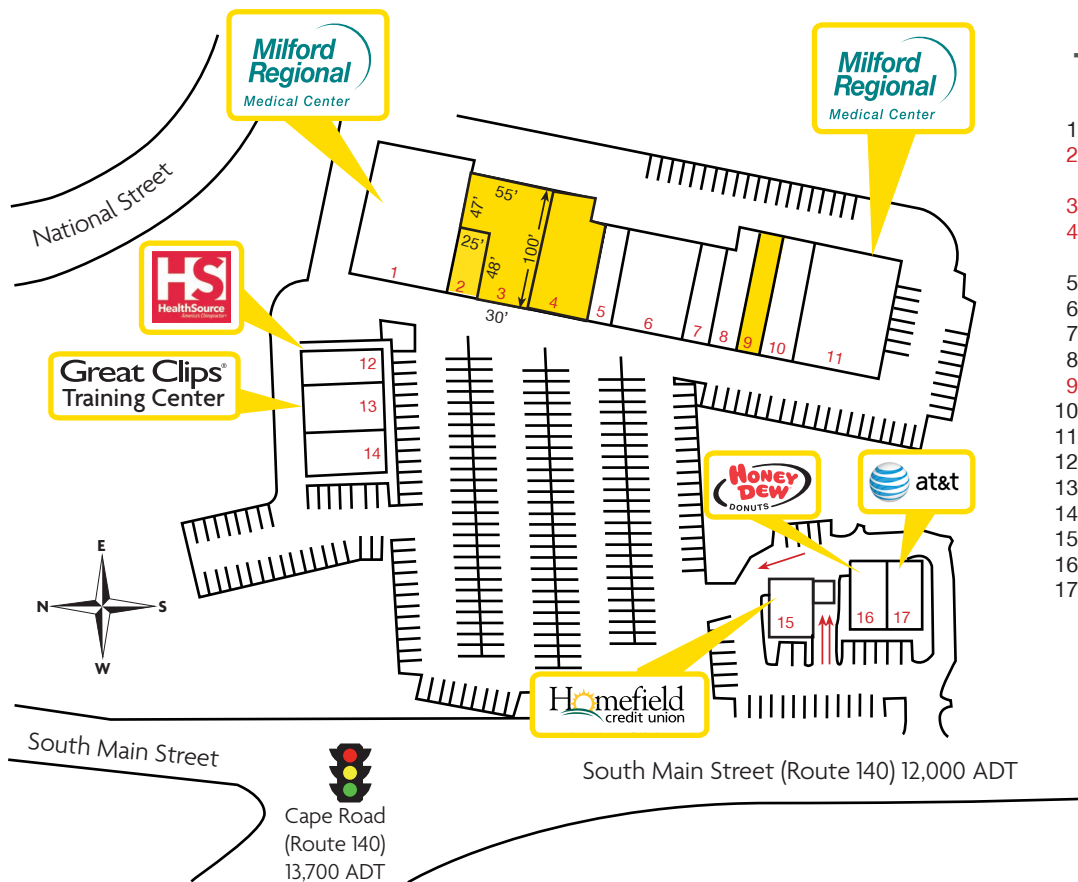 Milford
Regional
Medical Center
Milford
Regional
Medical Center
National Street
HS
HealthSource
America's Chiropractor
Great Clips®
Training Center
55'
47'
25'
48'
100'
30'
1
2
3
4
5
6
7
8
9
10
11
12
13
14
HONEY
DEW
DONUTS
at&t
E
N
S
W
15
16
17
Homefield
credit union
South Main Street
South Main Street (Route 140) 12,000 ADT
Cape Road
(Route 140)
13,700 ADT
1
2
3
4
5
6
7
8
9
10
11
12
13
14
15
16
17